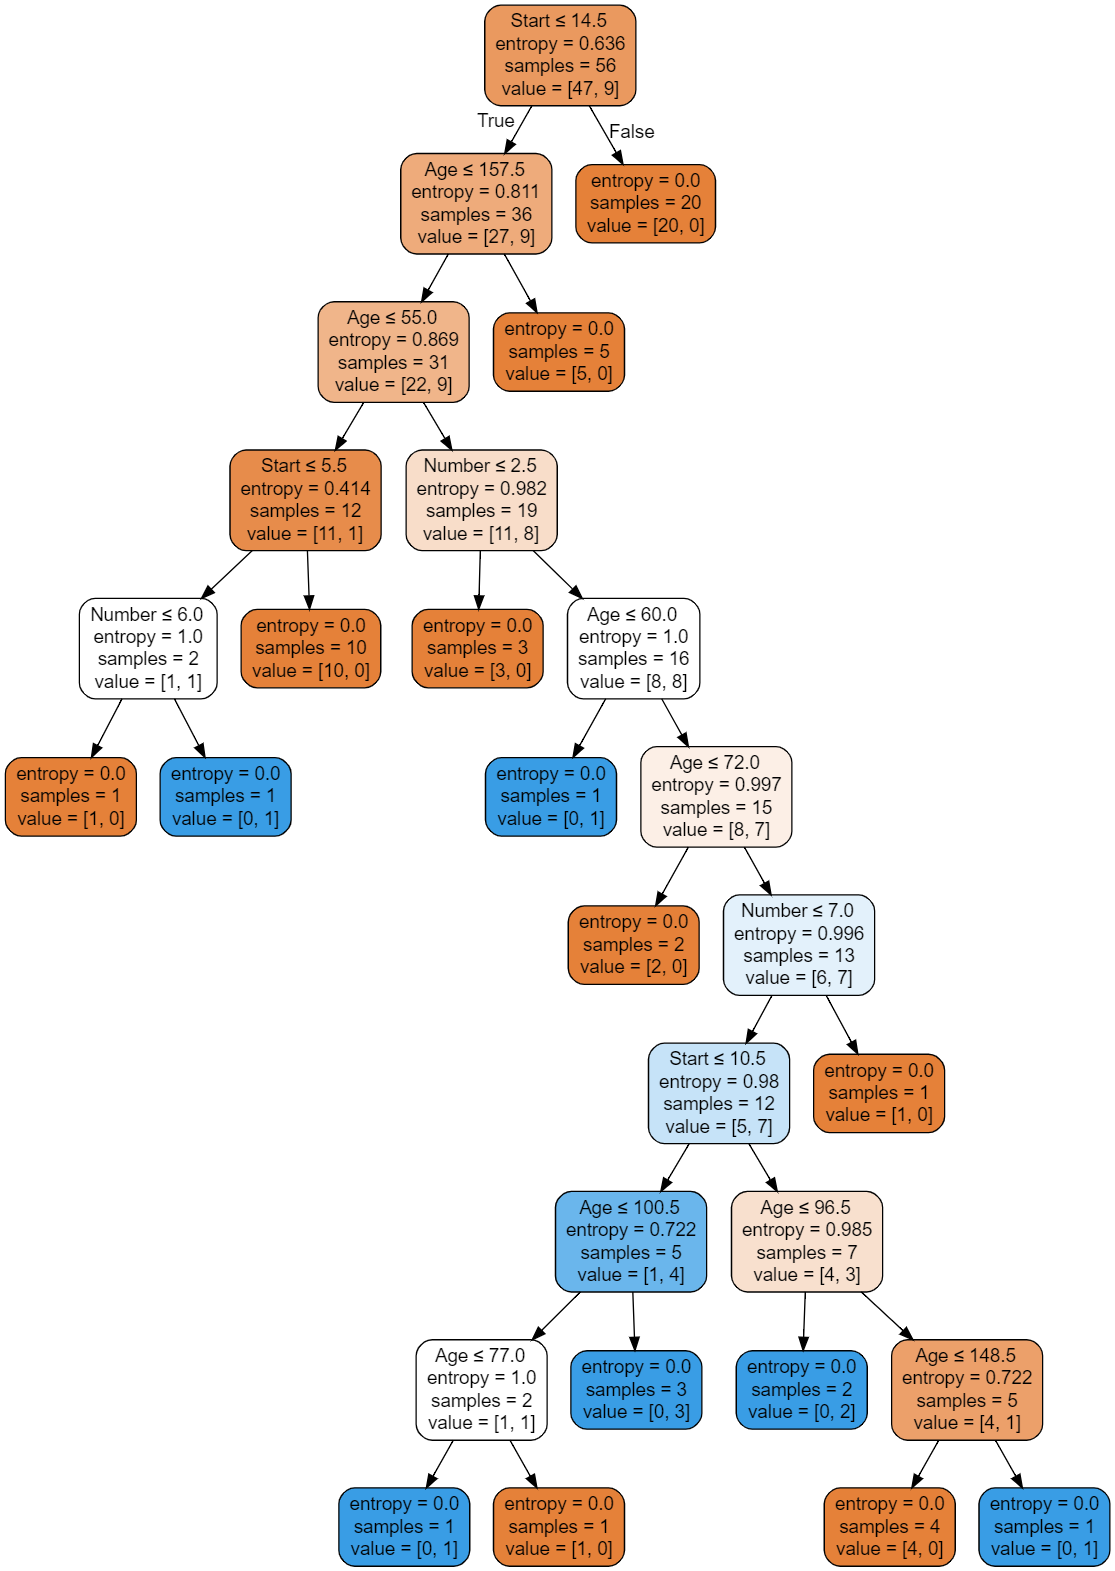 Start ≤ 14.5
entropy = 0.636
samples = 56
value = [47, 9]
True
False
Age ≤ 157.5
entropy = 0.811
samples = 36
value = [27, 9]
entropy = 0.0
samples = 20
value = [20, 0]
Age ≤ 55.0
entropy = 0.869
samples = 31
value = [22, 9]
entropy = 0.0
samples = 5
value = [5, 0]
Start ≤ 5.5
entropy = 0.414
samples = 12
value = [11, 1]
Number ≤ 2.5
entropy = 0.982
samples = 19
value = [11, 8]
Number ≤ 6.0
entropy = 1.0
samples = 2
value = [1, 1]
entropy = 0.0
samples = 10
value = [10, 0]
entropy = 0.0
samples = 3
value = [3, 0]
Age ≤ 60.0
entropy = 1.0
samples = 16
value = [8, 8]
entropy = 0.0
samples = 1
value = [1, 0]
entropy = 0.0
samples = 1
value = [0, 1]
entropy = 0.0
samples = 1
value = [0, 1]
Age ≤ 72.0
entropy = 0.997
samples = 15
value = [8, 7]
entropy = 0.0
samples = 2
value = [2, 0]
Number ≤ 7.0
entropy = 0.996
samples = 13
value = [6, 7]
Start ≤ 10.5
entropy = 0.98
samples = 12
value = [5, 7]
entropy = 0.0
samples = 1
value = [1, 0]
Age ≤ 100.5
entropy = 0.722
samples = 5
value = [1, 4]
Age ≤ 96.5
entropy = 0.985
samples = 7
value = [4, 3]
Age ≤ 77.0
entropy = 1.0
samples = 2
value = [1, 1]
entropy = 0.0
samples = 3
value = [0, 3]
entropy = 0.0
samples = 2
value = [0, 2]
Age ≤ 148.5
entropy = 0.722
samples = 5
value = [4, 1]
entropy = 0.0
samples = 1
value = [0, 1]
entropy = 0.0
samples = 1
value = [1, 0]
entropy = 0.0
samples = 4
value = [4, 0]
entropy = 0.0
samples = 1
value = [0, 1]